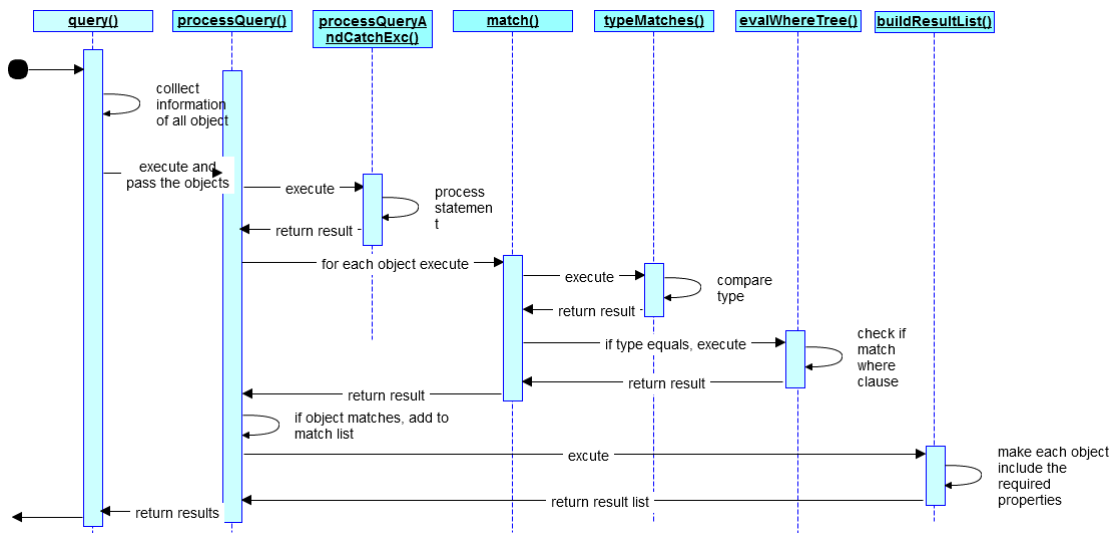 query()
processQuery()
processQueryA
ndCatchExc()
match()
typeMatches()
evalWhereTree()
buildResultList()
colllect
information
of all object
execute and
pass the objects
execute
process
statemen
t
return result
for each object execute
execute
compare
type
return result
if type equals, execute
check if
match
where
clause
return result
return result
if object matches, add to
match list
excute
make each object
include the
required
properties
return result list
return results